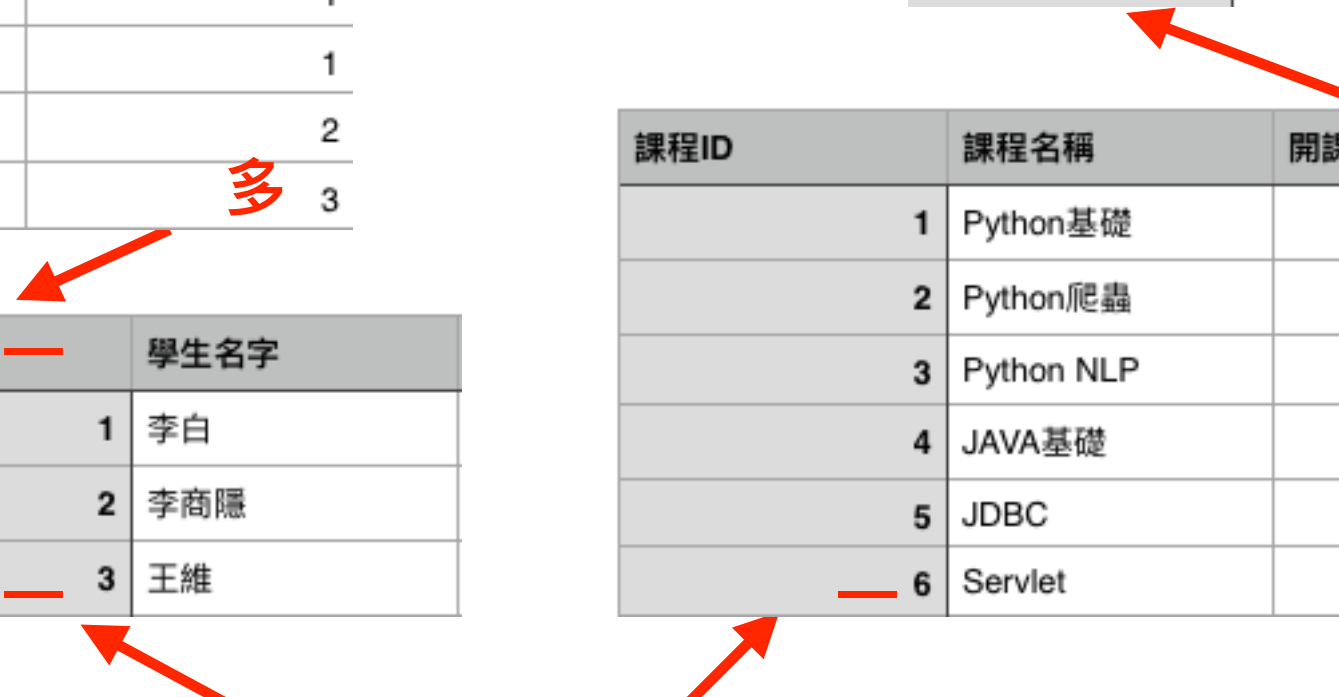 1
2
多 3
一 學生名字
1 李白
2 李商隱
一 3 王維
課程ID 課程名稱
1 Python基礎
2 Python爬蟲
3 Python NLP
4 JAVA基礎
5 JDBC
一 6 Servlet